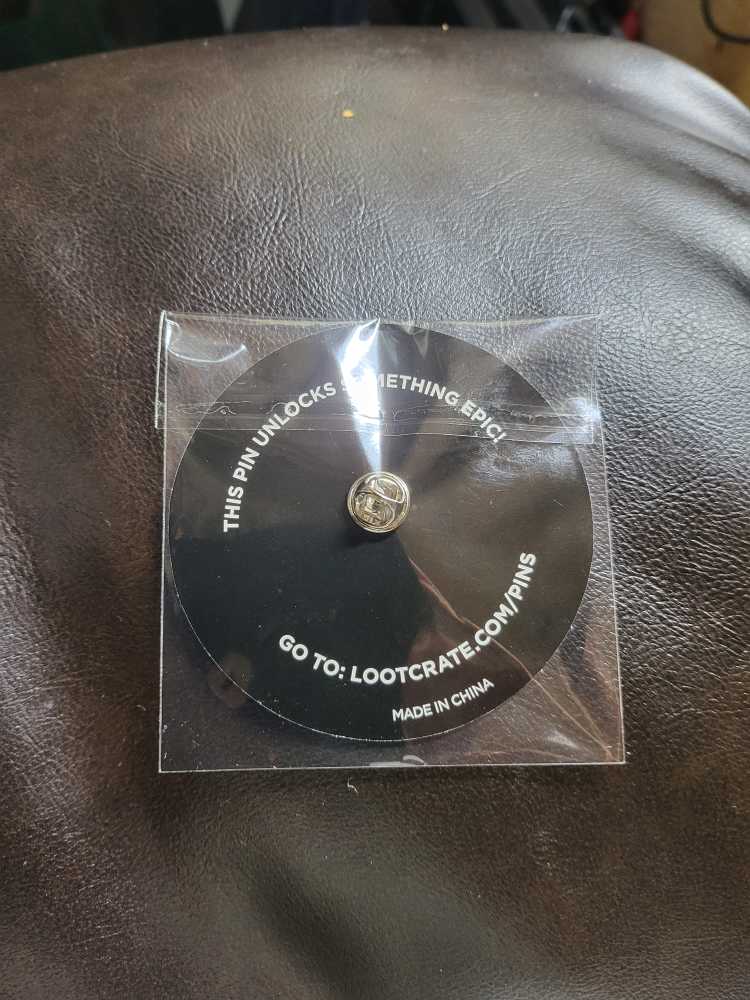 THIS PIN UNLOCKS SOMETHING EPIC!
GO TO: LOOTCRATE.COM/PINS
MADE IN CHINA